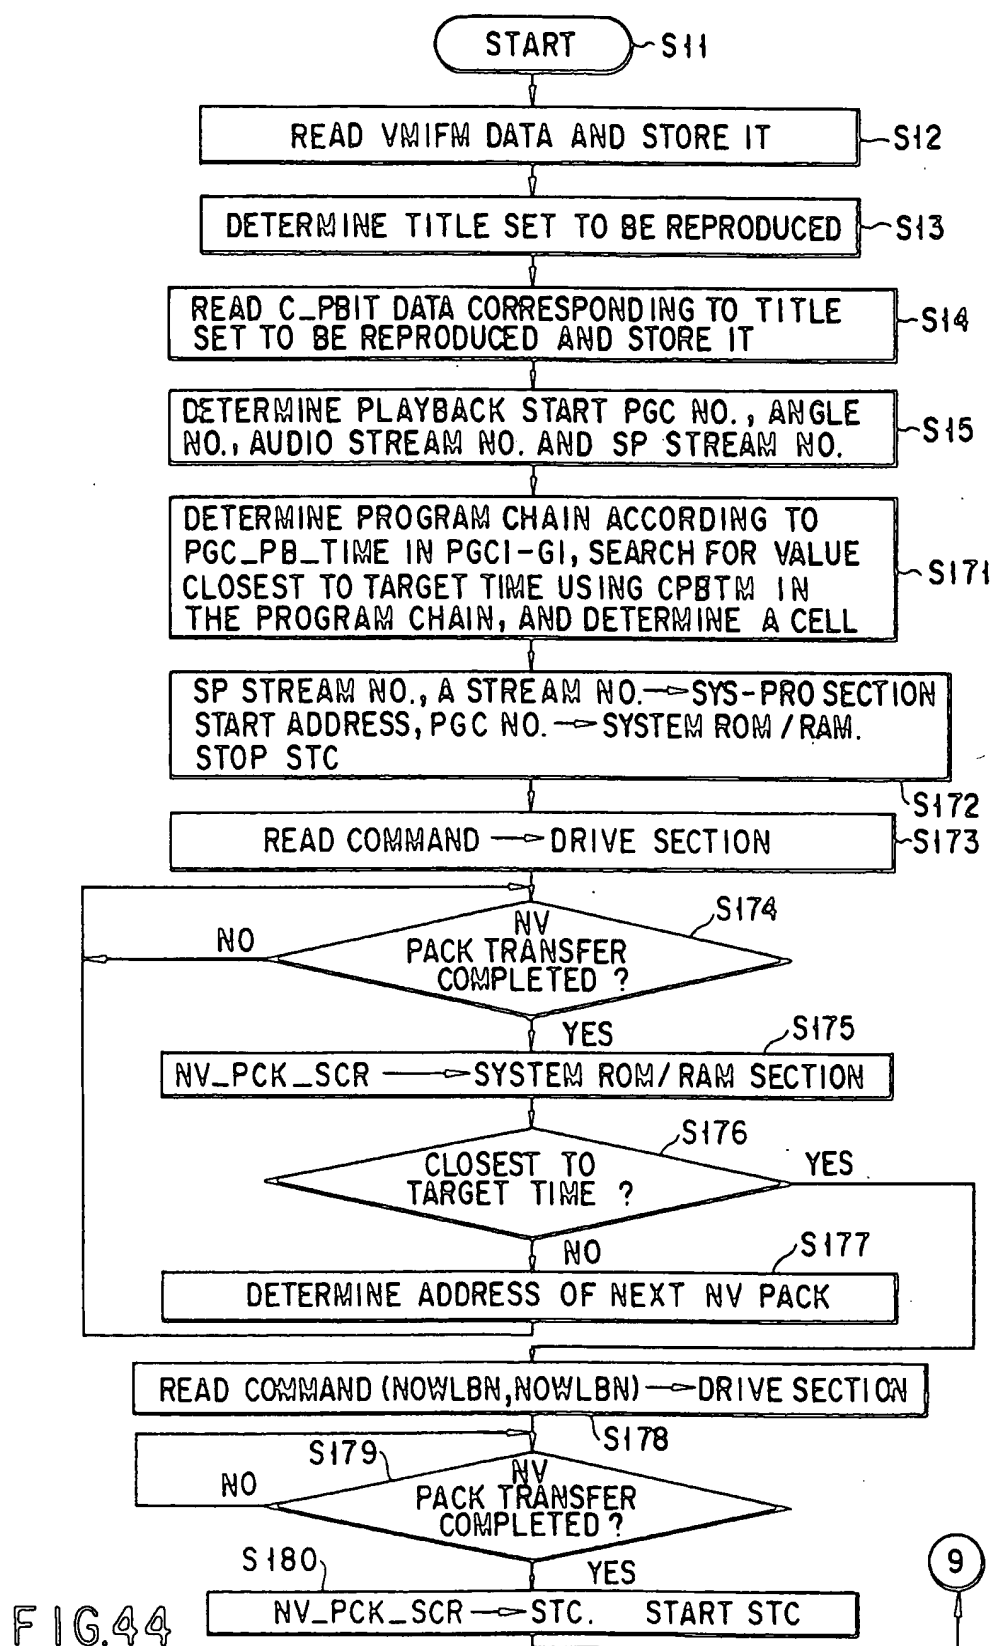 START
S11
READ VMIFM DATA AND STORE IT
S12
DETERMINE TITLE SET TO BE REPRODUCED
S13
READ C_PBIT DATA CORRESPONDING TO TITLE
SET TO BE REPRODUCED AND STORE IT
S14
DETERMINE PLAYBACK START PGC NO., ANGLE
NO., AUDIO STREAM NO. AND SP STREAM NO.
S15
DETERMINE PROGRAM CHAIN ACCORDING TO
PGC_PB_TIME IN PGCI-GI, SEARCH FOR VALUE
CLOSEST TO TARGET TIME USING CPBTM IN
THE PROGRAM CHAIN, AND DETERMINE A CELL
S171
SP STREAM NO., A STREAM NO.→SYS-PRO SECTION
START ADDRESS, PGC NO.→SYSTEM ROM/RAM.
STOP STC
S172
READ COMMAND→DRIVE SECTION
S173
S174
NV
PACK TRANSFER
COMPLETED ?
NO
YES
S175
NV_PCK_SCR→SYSTEM ROM/RAM SECTION
S176
CLOSEST TO
TARGET TIME ?
YES
NO
S177
DETERMINE ADDRESS OF NEXT NV PACK
READ COMMAND (NOWLBN,NOWLBN)→DRIVE SECTION
S178
S179
NV
PACK TRANSFER
COMPLETED ?
NO
YES
S180
NV_PCK_SCR→STC. START STC
9
FIG.44